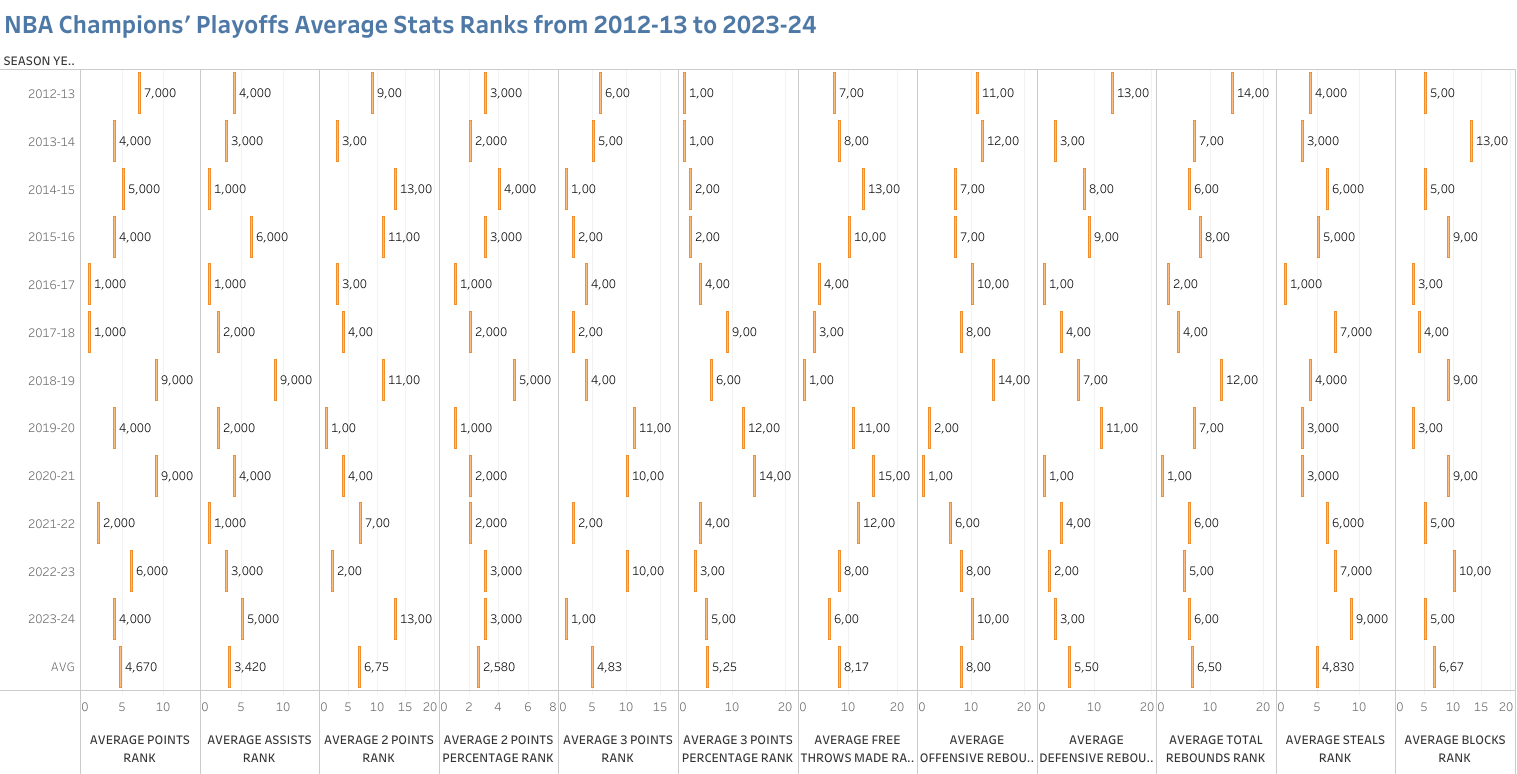 NBA Champions’ Playoffs Average Stats Ranks from 2012-13 to 2023-24
SEASON YE..
2012-13 7,000 4,000 9,00 3,000 6,00 1,00 7,00 11,00 13,00 14,00 4,000 5,00
2013-14 4,000 3,000 3,00 2,000 5,00 1,00 8,00 12,00 3,00 7,00 3,000 13,00
2014-15 5,000 1,000 13,00 4,000 1,00 2,00 13,00 7,00 8,00 6,00 6,000 5,00
2015-16 4,000 6,000 11,00 3,000 2,00 2,00 10,00 7,00 9,00 8,00 5,000 9,00
2016-17 1,000 1,000 3,00 1,000 4,00 4,00 4,00 10,00 1,00 2,00 1,000 3,00
2017-18 1,000 2,000 4,00 2,000 2,00 9,00 3,00 8,00 4,00 4,00 7,000 4,00
2018-19 9,000 9,000 11,00 5,000 4,00 6,00 1,00 14,00 7,00 12,00 4,000 9,00
2019-20 4,000 2,000 1,00 1,000 11,00 12,00 11,00 2,00 11,00 7,00 3,000 3,00
2020-21 9,000 4,000 4,00 2,000 10,00 14,00 15,00 1,00 1,00 1,00 3,000 9,00
2021-22 2,000 1,000 7,00 2,000 2,00 4,00 12,00 6,00 4,00 6,00 6,000 5,00
2022-23 6,000 3,000 2,00 3,000 10,00 3,00 8,00 8,00 2,00 5,00 7,000 10,00
2023-24 4,000 5,000 13,00 3,000 1,00 5,00 6,00 10,00 3,00 6,00 9,000 5,00
AVG 4,670 3,420 6,75 2,580 4,83 5,25 8,17 8,00 5,50 6,50 4,830 6,67
0 5 10 0 5 10 0 5 10 15 20 0 2 4 6 8 0 5 10 15 0 10 20 0 10 20 0 10 20 0 10 20 0 10 20 0 5 10 0 5 10 15 20
AVERAGE POINTS AVERAGE ASSISTS AVERAGE 2 POINTS AVERAGE 2 POINTS AVERAGE 3 POINTS AVERAGE 3 POINTS AVERAGE FREE AVERAGE AVERAGE AVERAGE TOTAL AVERAGE STEALS AVERAGE BLOCKS
RANK RANK RANK PERCENTAGE RANK RANK PERCENTAGE RANK THROWS MADE RA.. OFFENSIVE REBOU.. DEFENSIVE REBOU.. REBOUNDS RANK RANK RANK